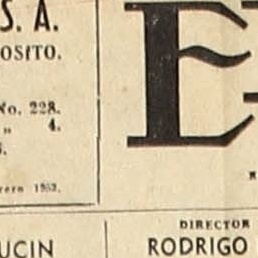 S. A.
OSITO.
No. 228.
„ 4.
rero 1953.
E
DIRECTOR
UCIN
RODRIGO